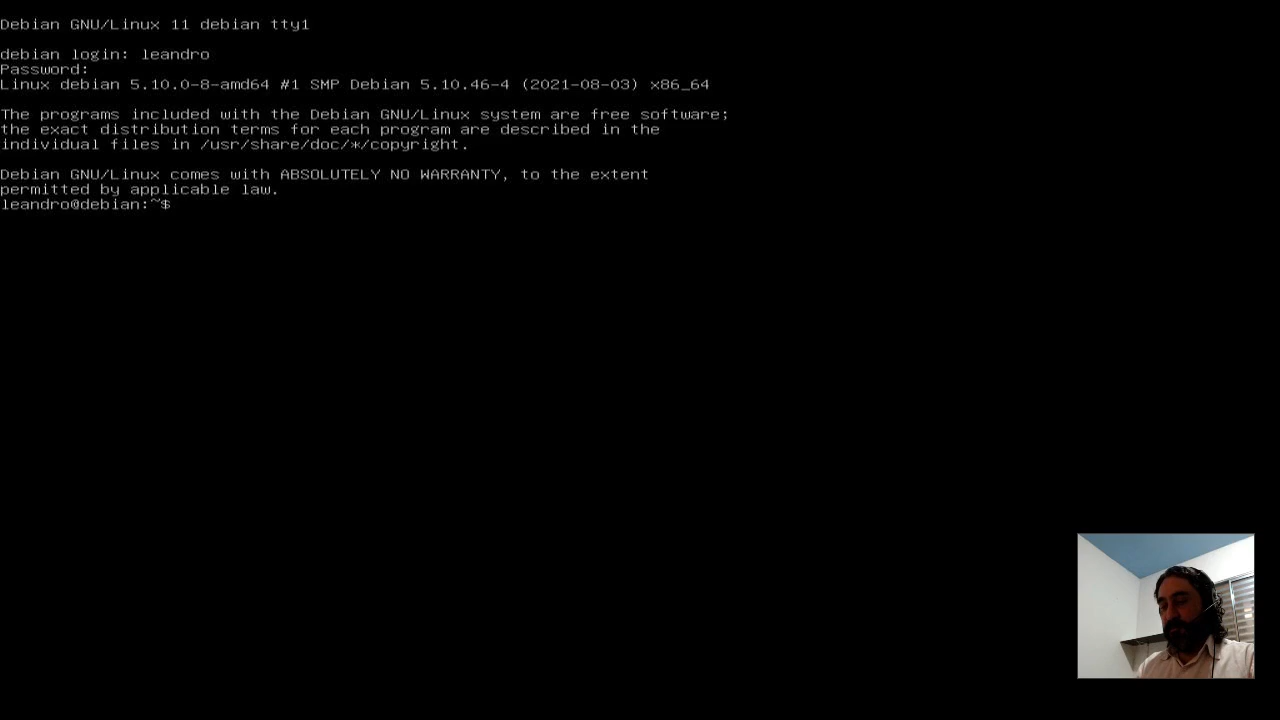 Debian GNU/Linux 11 debian tty1
debian login: leandro
Password:
Linux debian 5.10.0-8-amd64 #1 SMP Debian 5.10.46-4 (2021-08-03) x86_64
The programs included with the Debian GNU/Linux system are free software;
the exact distribution terms for each program are described in the
individual files in /usr/share/doc/*/copyright.
Debian GNU/Linux comes with ABSOLUTELY NO WARRANTY, to the extent
permitted by applicable law.
leandro@debian:~$